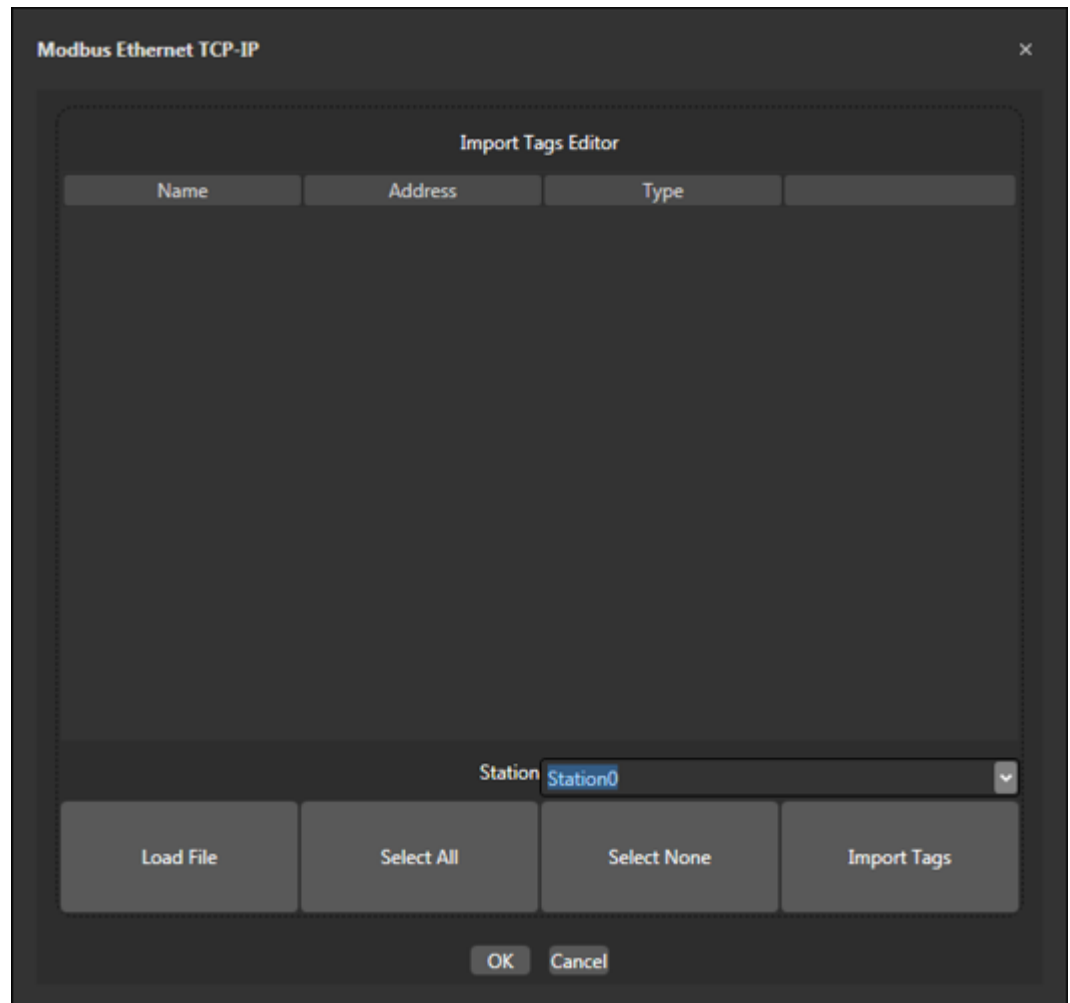 Modbus Ethernet TCP-IP ×
Import Tags Editor
Name Address Type
Station Station0
Load File Select All Select None Import Tags
OK Cancel